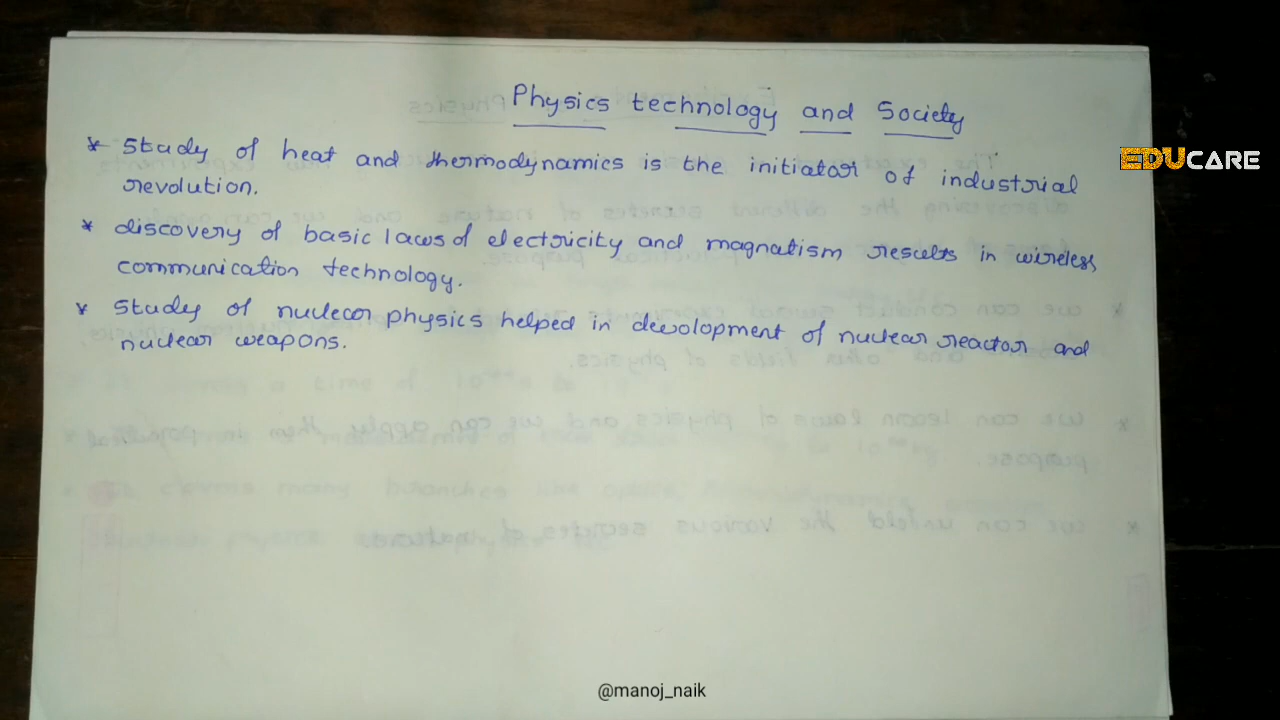 Physics technology and Society
* Study of heat and thermodynamics is the initiator of industrial
revolution.
EDUCARE
* discovery of basic laws of electricity and magnatism results in wireless
communication technology.
* Study of nuclear physics helped in devolopment of nuclear reactor and
nuclear weapons.
@manoj_naik